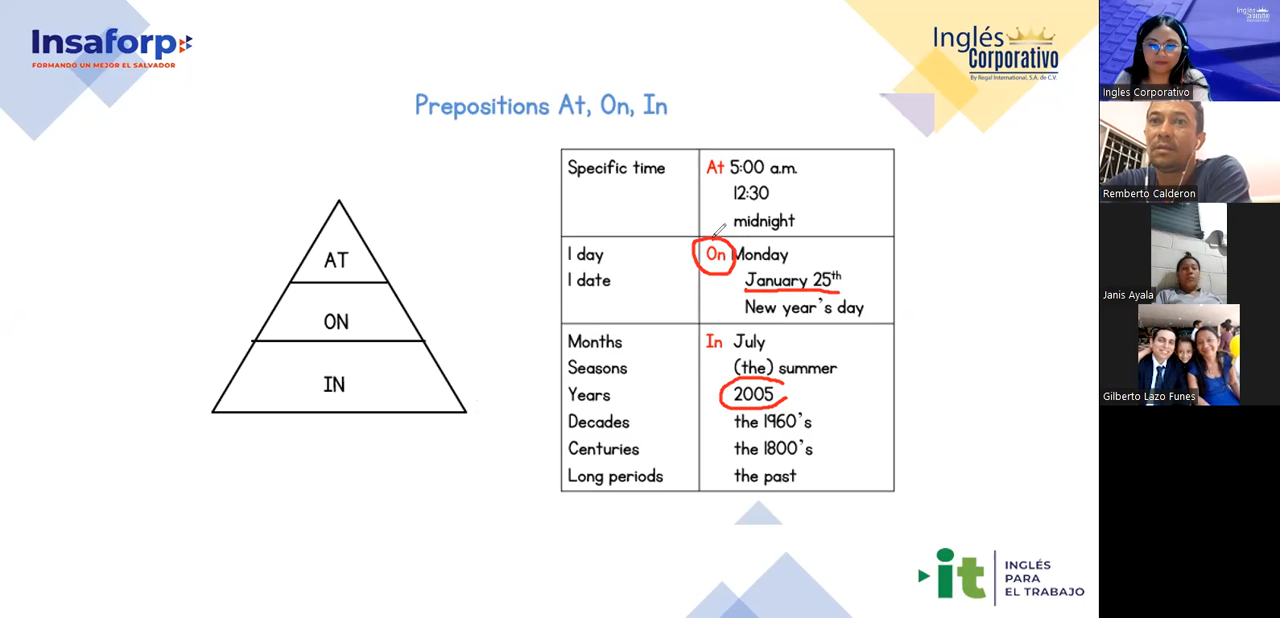 Insaforp
FORMANDO UN MEJOR EL SALVADOR
Inglés
Corporativo
By Regal International, S.A. de C.V.
Prepositions At, On, In
AT
ON
IN
Specific time At 5:00 a.m.
12:30
midnight
1 day On Monday
1 date January 25th
New year's day
Months In July
Seasons (the) summer
Years 2005
Decades the 1960's
Centuries the 1800's
Long periods the past
it
INGLÉS
PARA
EL TRABAJO
Ingles Corporativo
Remberto Calderon
Janis Ayala
Gilberto Lazo Funes